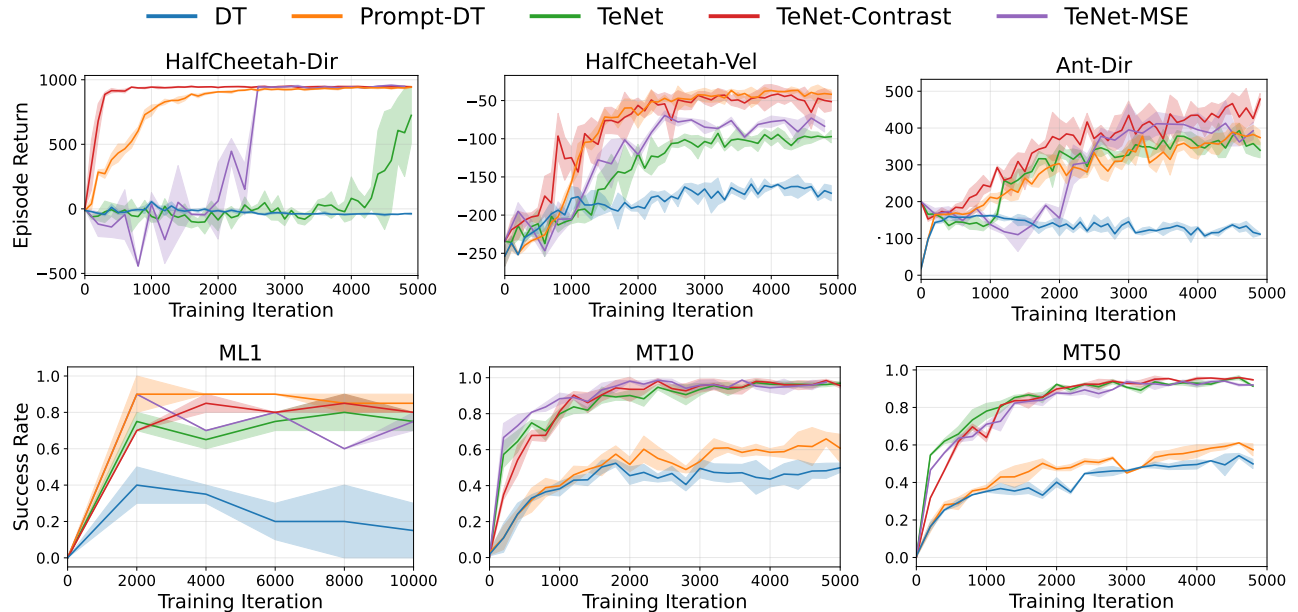 DT Prompt-DT TeNet TeNet-Contrast TeNet-MSE
HalfCheetah-Dir
1000
500
0
−500
Episode Return
0 1000 2000 3000 4000 5000
Training Iteration
HalfCheetah-Vel
−50
−100
−150
−200
−250
0 1000 2000 3000 4000 5000
Training Iteration
Ant-Dir
500
400
300
200
100
0
0 1000 2000 3000 4000 5000
Training Iteration
ML1
1.0
0.8
0.6
0.4
0.2
0.0
Success Rate
0 2000 4000 6000 8000 10000
Training Iteration
MT10
1.0
0.8
0.6
0.4
0.2
0.0
0 1000 2000 3000 4000 5000
Training Iteration
MT50
1.0
0.8
0.6
0.4
0.2
0.0
0 1000 2000 3000 4000 5000
Training Iteration